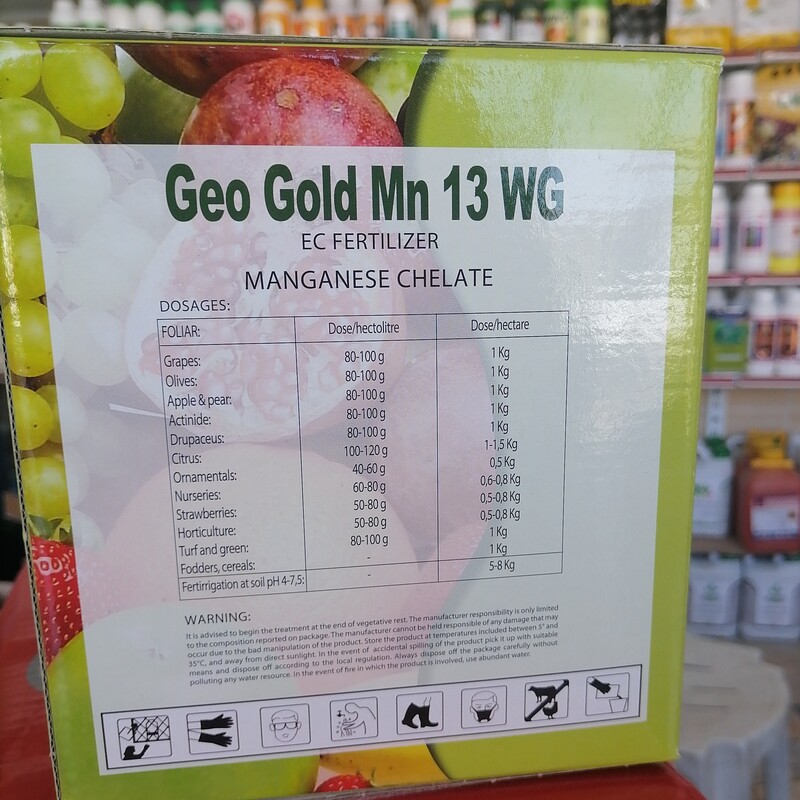 Geo Gold Mn 13 WG
EC FERTILIZER
MANGANESE CHELATE
DOSAGES:
FOLIAR: Dose/hectolitre Dose/hectare
Grapes: 80-100 g 1 Kg
Olives: 80-100 g 1 Kg
Apple & pear: 80-100 g 1 Kg
Actinide: 80-100 g 1 Kg
Drupaceus: 80-100 g 1 Kg
Citrus: 100-120 g 1-1,5 Kg
Ornamentals: 40-60 g 0,5 Kg
Nurseries: 60-80 g 0,6-0,8 Kg
Strawberries: 50-80 g 0,5-0,8 Kg
Horticulture: 50-80 g 0,5-0,8 Kg
Turf and green: 80-100 g 1 Kg
Fodders, cereals: - 1 Kg
Fertirrigation at soil pH 4-7,5: - 5-8 Kg
WARNING:
It is advised to begin the treatment at the end of vegetative rest. The manufacturer responsibility is only limited
to the composition reported on package. The manufacturer cannot be held responsible of any damage that may
occur due to the bad manipulation of the product. Store the product at temperatures included between 5° and
35°C, and away from direct sunlight. In the event of accidental spilling of the product pick it up with suitable
means and dispose off according to the local regulation. Always dispose off the package carefully without
polluting any water resource. In the event of fire in which the product is involved, use abundant water.